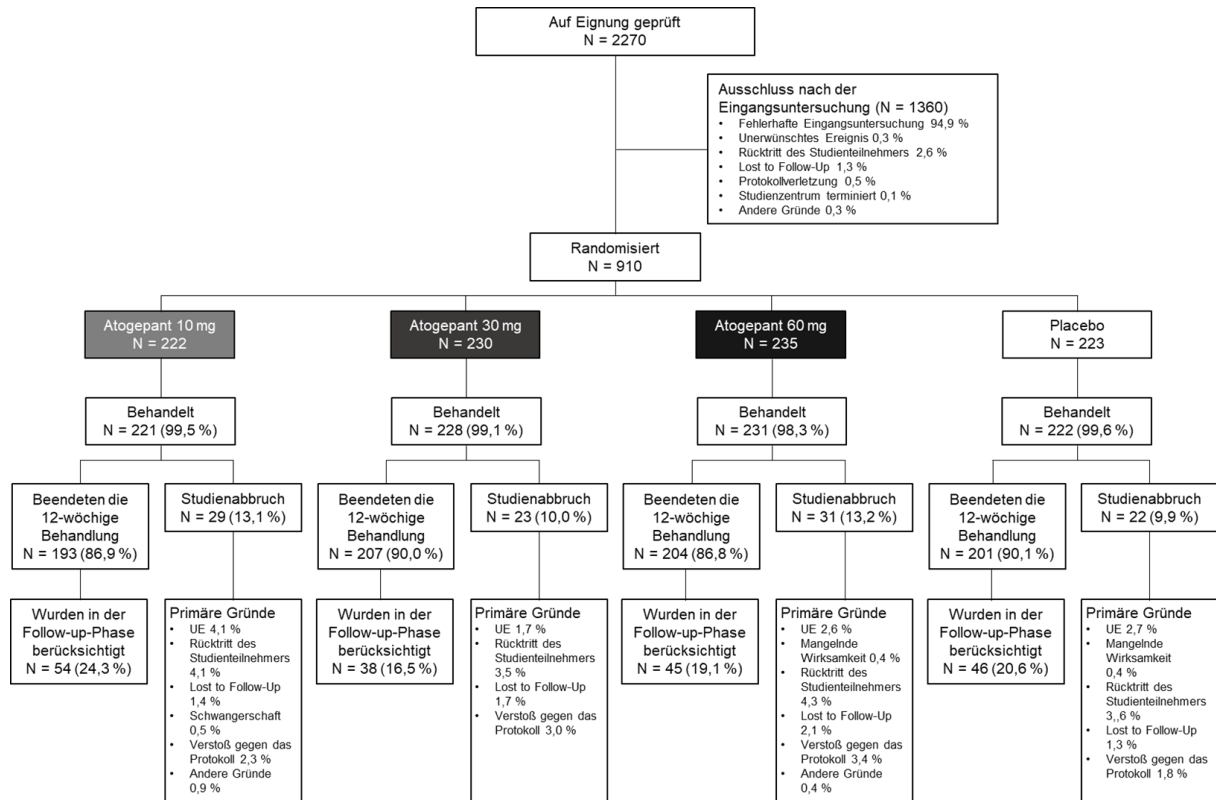 Auf Eignung geprüft
N = 2270
Ausschluss nach der
Eingangsuntersuchung (N = 1360)
• Fehlerhafte Eingangsuntersuchung 94,9 %
• Unerwünschtes Ereignis 0,3 %
• Rücktritt des Studienteilnehmers 2,6 %
• Lost to Follow-Up 1,3 %
• Protokollverletzung 0,5 %
• Studienzentrum terminiert 0,1 %
• Andere Gründe 0,3 %
Randomisiert
N = 910
Atogepant 10 mg
N = 222
Atogepant 30 mg
N = 230
Atogepant 60 mg
N = 235
Placebo
N = 223
Behandelt
N = 221 (99,5 %)
Behandelt
N = 228 (99,1 %)
Behandelt
N = 231 (98,3 %)
Behandelt
N = 222 (99,6 %)
Beendeten die
12-wöchige
Behandlung
N = 193 (86,9 %)
Studienabbruch
N = 29 (13,1 %)
Beendeten die
12-wöchige
Behandlung
N = 207 (90,0 %)
Studienabbruch
N = 23 (10,0 %)
Beendeten die
12-wöchige
Behandlung
N = 204 (86,8 %)
Studienabbruch
N = 31 (13,2 %)
Beendeten die
12-wöchige
Behandlung
N = 201 (90,1 %)
Studienabbruch
N = 22 (9,9 %)
Wurden in der
Follow-up-Phase
berücksichtigt
N = 54 (24,3 %)
Primäre Gründe
• UE 4,1 %
• Rücktritt des
Studienteilnehmers
4,1 %
• Lost to Follow-Up
1,4 %
• Schwangerschaft
0,5 %
• Verstoß gegen das
Protokoll 2,3 %
• Andere Gründe
0,9 %
Wurden in der
Follow-up-Phase
berücksichtigt
N = 38 (16,5 %)
Primäre Gründe
• UE 1,7 %
• Rücktritt des
Studienteilnehmers
3,5 %
• Lost to Follow-Up
1,7 %
• Verstoß gegen das
Protokoll 3,0 %
Wurden in der
Follow-up-Phase
berücksichtigt
N = 45 (19,1 %)
Primäre Gründe
• UE 2,6 %
• Mangelnde
Wirksamkeit 0,4 %
• Rücktritt des
Studienteilnehmers
4,3 %
• Lost to Follow-Up
2,1 %
• Verstoß gegen das
Protokoll 3,4 %
• Andere Gründe
0,4 %
Wurden in der
Follow-up-Phase
berücksichtigt
N = 46 (20,6 %)
Primäre Gründe
• UE 2,7 %
• Mangelnde
Wirksamkeit
0,4 %
• Rücktritt des
Studienteilnehmers
3,,6 %
• Lost to Follow-Up
1,3 %
• Verstoß gegen das
Protokoll 1,8 %